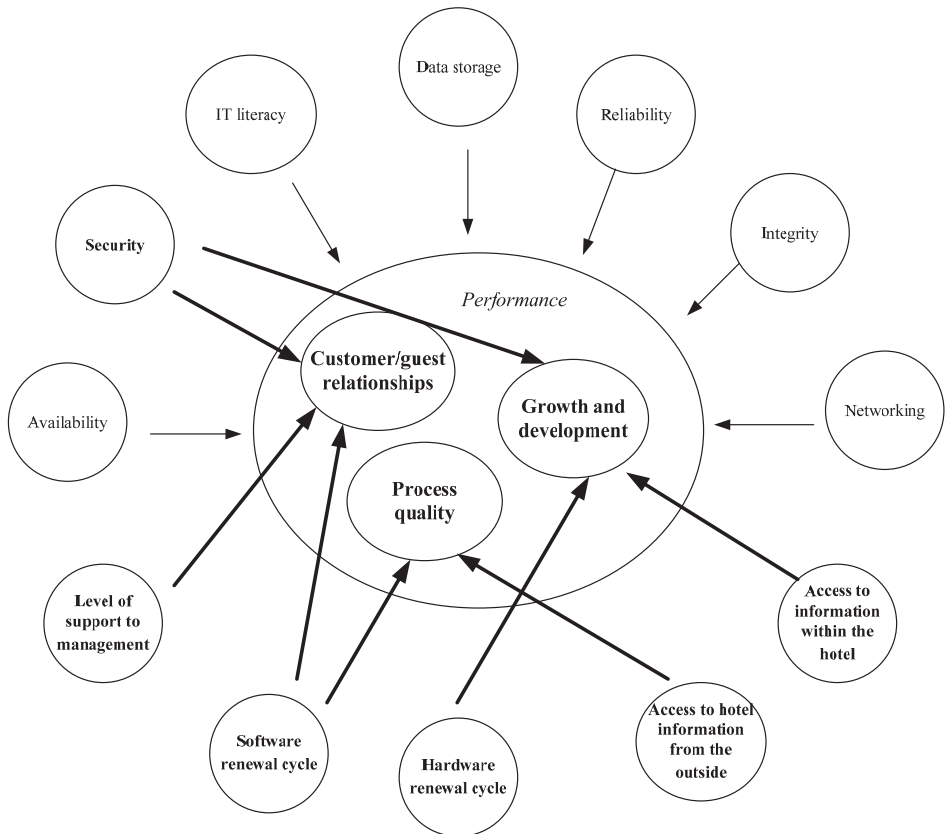 Data storage
IT literacy
Reliability
Security
Integrity
Performance
Customer/guest
relationships
Growth and
development
Availability
Networking
Process
quality
Level of
support to
management
Access to
information
within the
hotel
Software
renewal cycle
Hardware
renewal cycle
Access to hotel
information
from the
outside